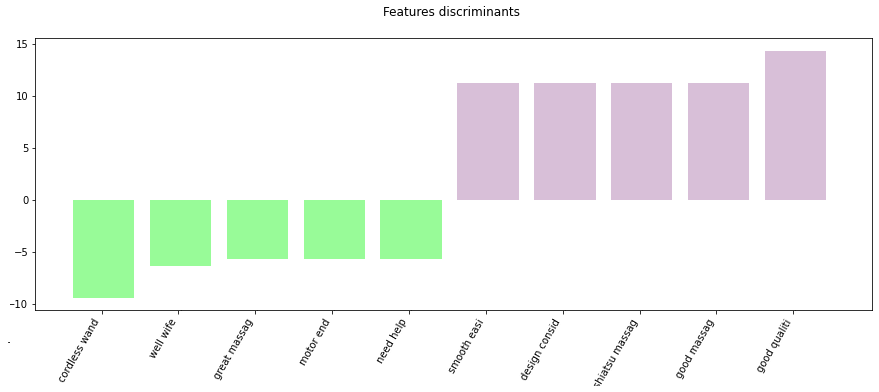 Features discriminants
15
10
5
0
−5
−10
cordless wand
well wife
great massag
motor end
need help
smooth easi
design consid
shiatsu massag
good massag
good qualiti
.